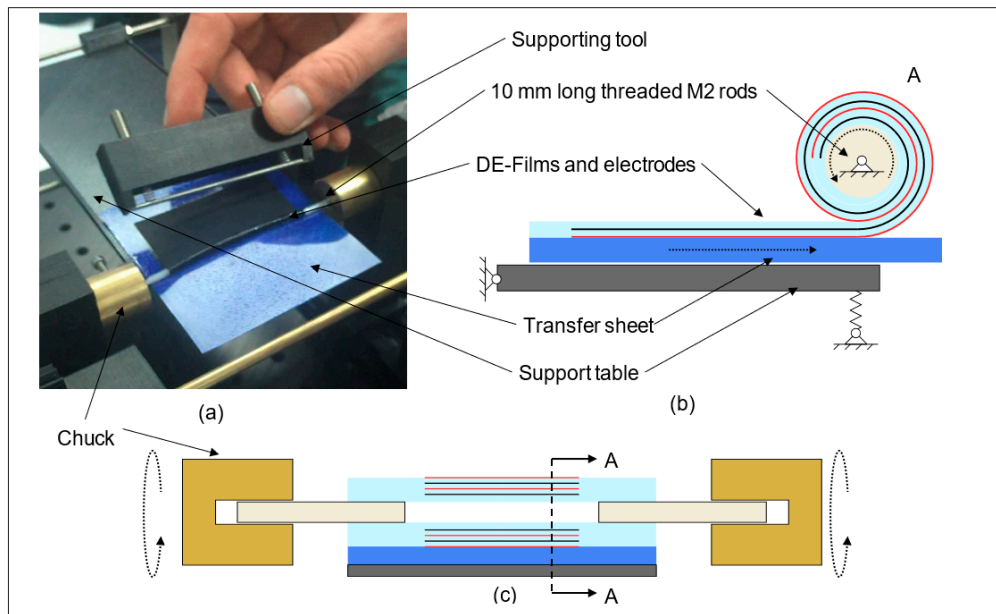 Supporting tool
A
10 mm long threaded M2 rods
DE-Films and electrodes
Transfer sheet
Support table
(a)
(b)
Chuck
A
A
(c)